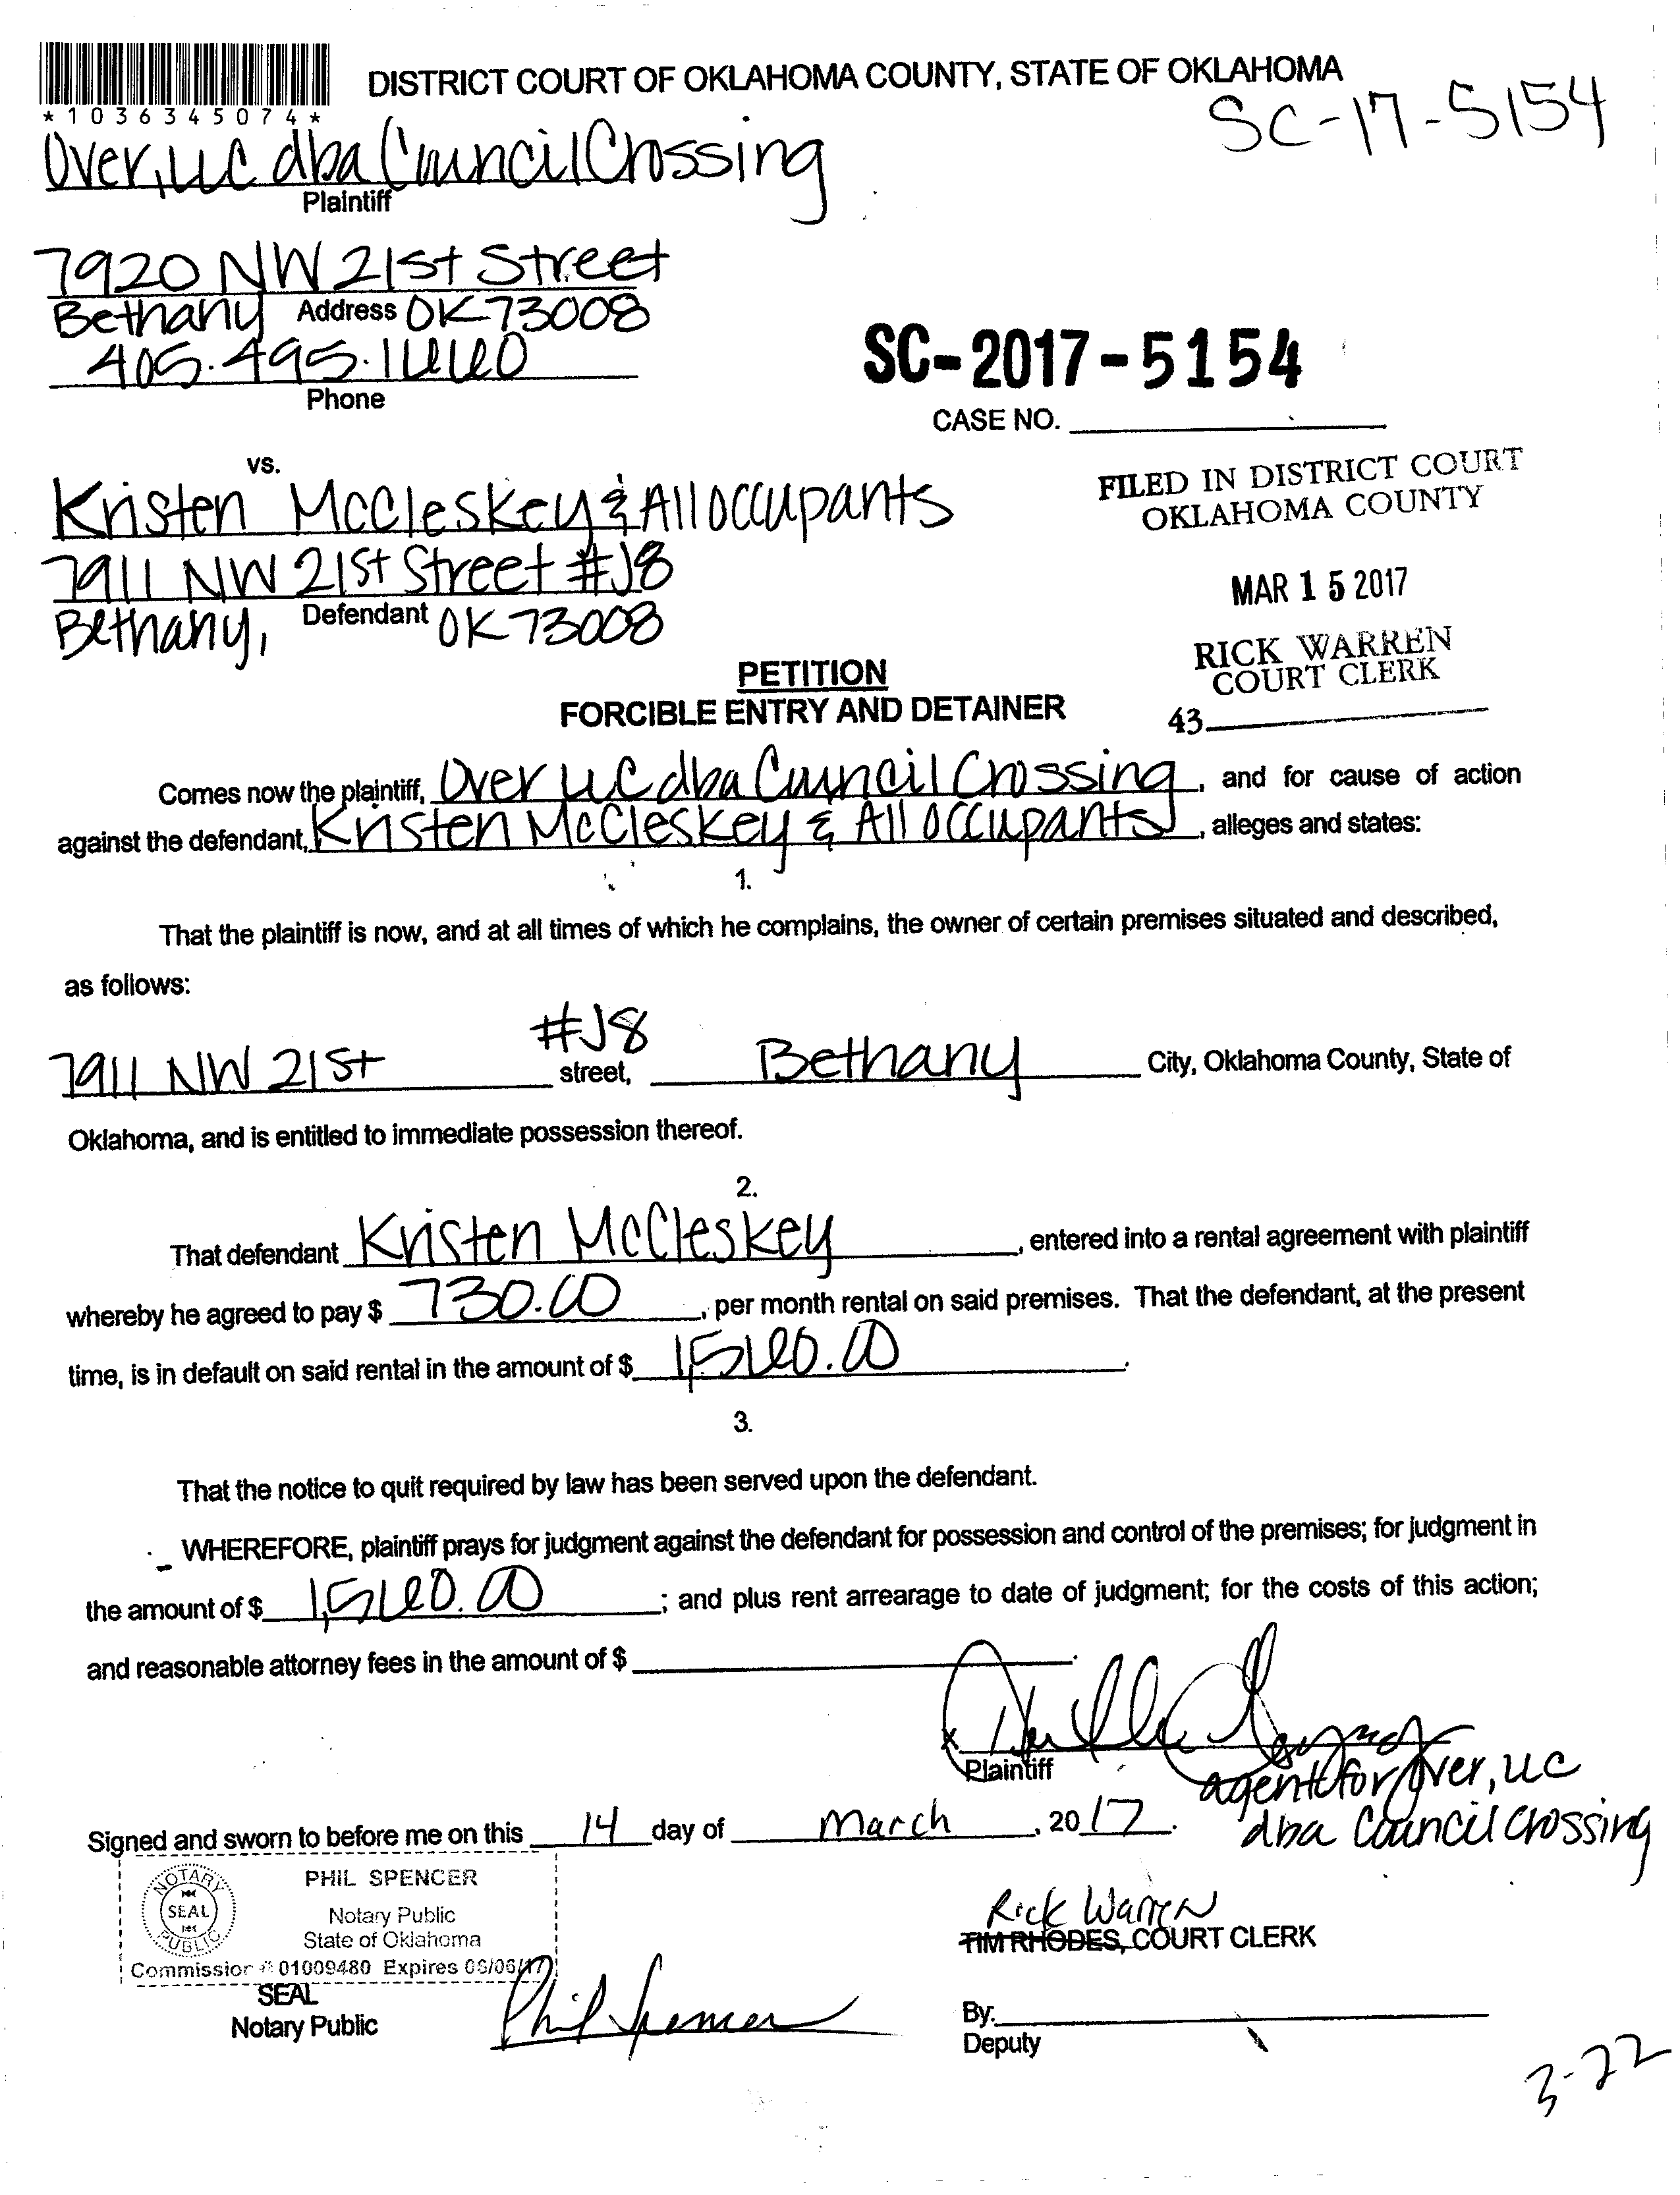 DISTRICT COURT OF OKLAHOMA COUNTY, STATE OF OKLAHOMA
*1036345074*
SC-17-5154
Over, LLC dba Council Crossing
Plaintiff
7920 NW 21st Street
Bethany Address OK 73008
405.495.1660
Phone
SC-2017-5154
CASE NO.
vs.
Kristen McCleskey & All occupants
7911 NW 21st Street #J8
Bethany, Defendant OK 73008
FILED IN DISTRICT COURT
OKLAHOMA COUNTY
MAR 15 2017
RICK WARREN
COURT CLERK
43
PETITION
FORCIBLE ENTRY AND DETAINER
Comes now the plaintiff, Over LLC dba Council Crossing, and for cause of action
against the defendant, Kristen McCleskey & All Occupants, alleges and states:
1.
That the plaintiff is now, and at all times of which he complains, the owner of certain premises situated and described,
as follows:
#J8
7911 NW 21st street, Bethany City, Oklahoma County, State of
Oklahoma, and is entitled to immediate possession thereof.
2.
That defendant Kristen McCleskey, entered into a rental agreement with plaintiff
whereby he agreed to pay $ 730.00, per month rental on said premises. That the defendant, at the present
time, is in default on said rental in the amount of $ 1,560.00.
3.
That the notice to quit required by law has been served upon the defendant.
WHEREFORE, plaintiff prays for judgment against the defendant for possession and control of the premises; for judgment in
the amount of $ 1,560.00; and plus rent arrearage to date of judgment; for the costs of this action;
and reasonable attorney fees in the amount of $
x
Plaintiff
agent for Over, LLC
dba Council Crossing
Signed and sworn to before me on this 14 day of March, 2017.
NOTARY PUBLIC SEAL
PHIL SPENCER
Notary Public
State of Oklahoma
Commission # 01009480 Expires
SEAL
Notary Public
Phil Spencer
Rick Warren
TIM RHODES, COURT CLERK
By:
Deputy
3-22